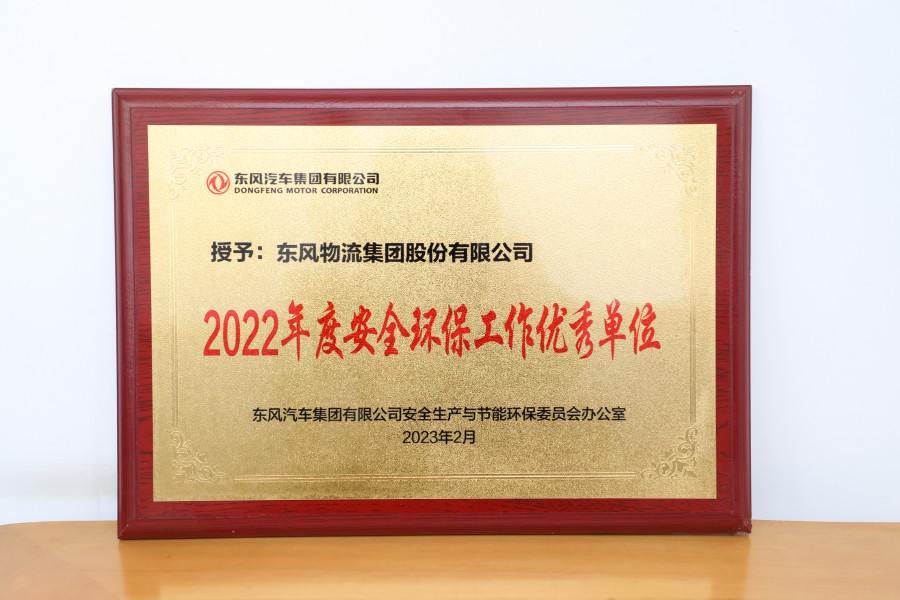 东风汽车集团有限公司
DONGFENG MOTOR CORPORATION
授予：东风物流集团股份有限公司
2022年度安全环保工作优秀单位
东风汽车集团有限公司安全生产与节能环保委员会办公室
2023年2月